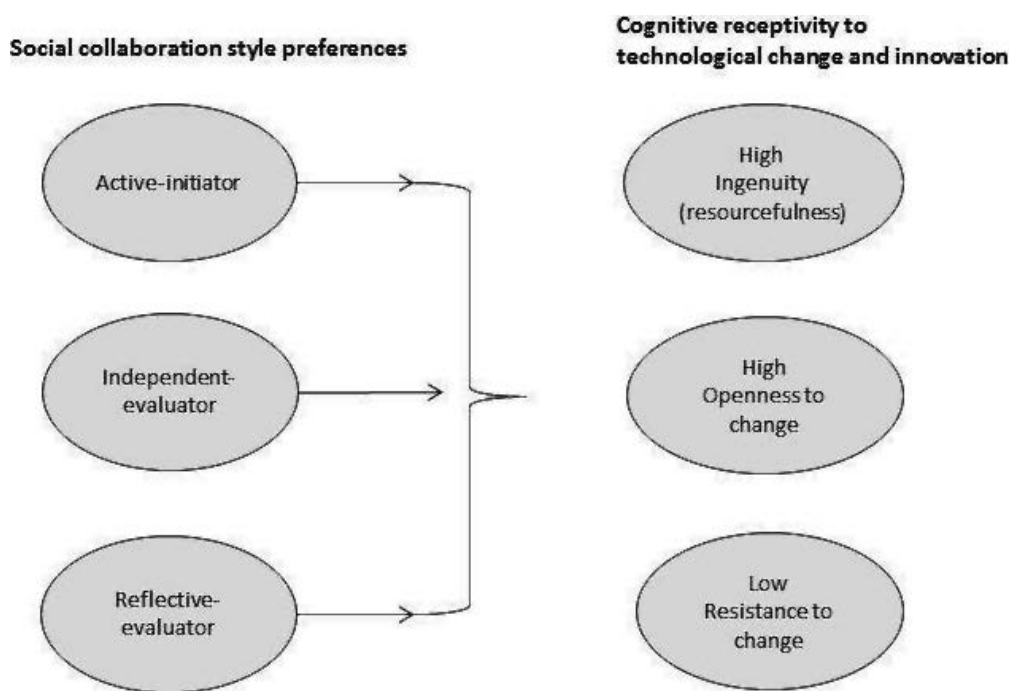 Social collaboration style preferences
Cognitive receptivity to
technological change and innovation
Active-initiator
High
Ingenuity
(resourcefulness)
Independent-
evaluator
High
Openness to
change
Reflective-
evaluator
Low
Resistance to
change